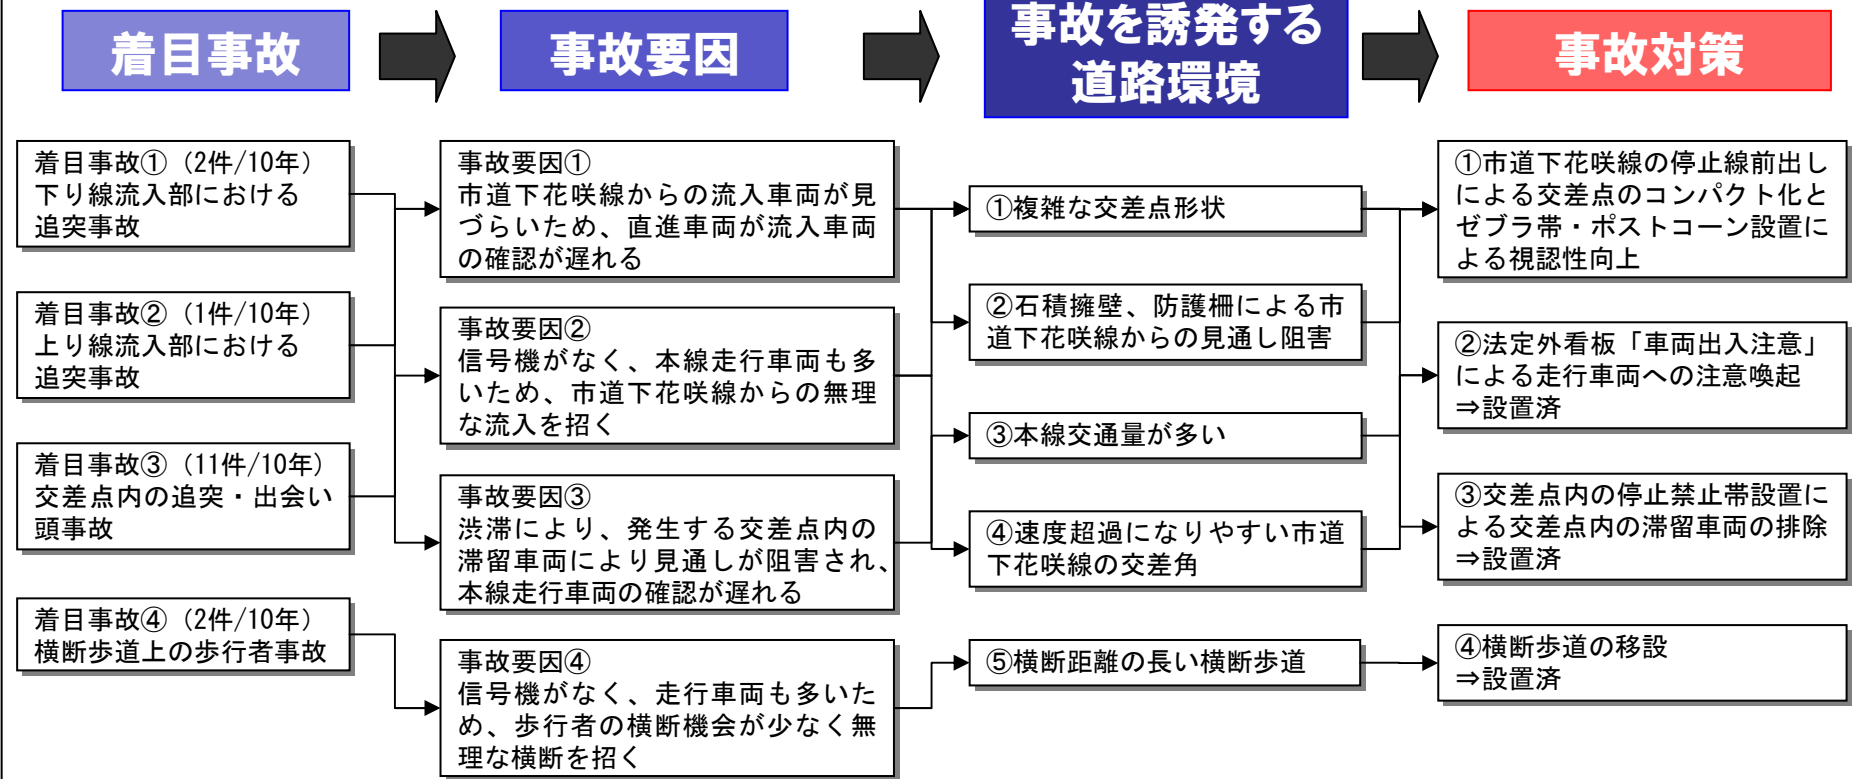 着目事故
事故要因
事故を誘発する
道路環境
事故対策
着目事故①（2件/10年）
下り線流入部における
追突事故
着目事故②（1件/10年）
上り線流入部における
追突事故
着目事故③（11件/10年）
交差点内の追突・出会い
頭事故
着目事故④（2件/10年）
横断歩道上の歩行者事故
事故要因①
市道下花咲線からの流入車両が見
づらいため、直進車両が流入車両
の確認が遅れる
事故要因②
信号機がなく、本線走行車両も多
いため、市道下花咲線からの無理
な流入を招く
事故要因③
渋滞により、発生する交差点内の
滞留車両により見通しが阻害され、
本線走行車両の確認が遅れる
事故要因④
信号機がなく、走行車両も多いた
め、歩行者の横断機会が少なく無
理な横断を招く
①複雑な交差点形状
②石積擁壁、防護柵による市
道下花咲線からの見通し阻害
③本線交通量が多い
④速度超過になりやすい市道
下花咲線の交差角
⑤横断距離の長い横断歩道
①市道下花咲線の停止線前出し
による交差点のコンパクト化と
ゼブラ帯・ポストコーン設置に
よる視認性向上
②法定外看板「車両出入注意」
による走行車両への注意喚起
⇒設置済
③交差点内の停止禁止帯設置に
よる交差点内の滞留車両の排除
⇒設置済
④横断歩道の移設
⇒設置済